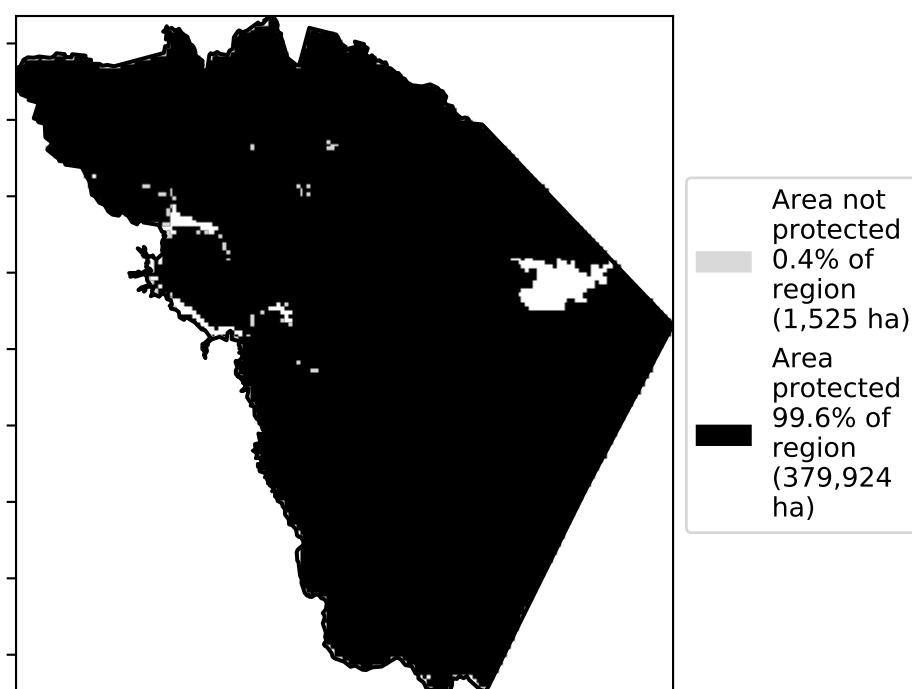 Area not
protected
0.4% of
region
(1,525 ha)
Area
protected
99.6% of
region
(379,924
ha)